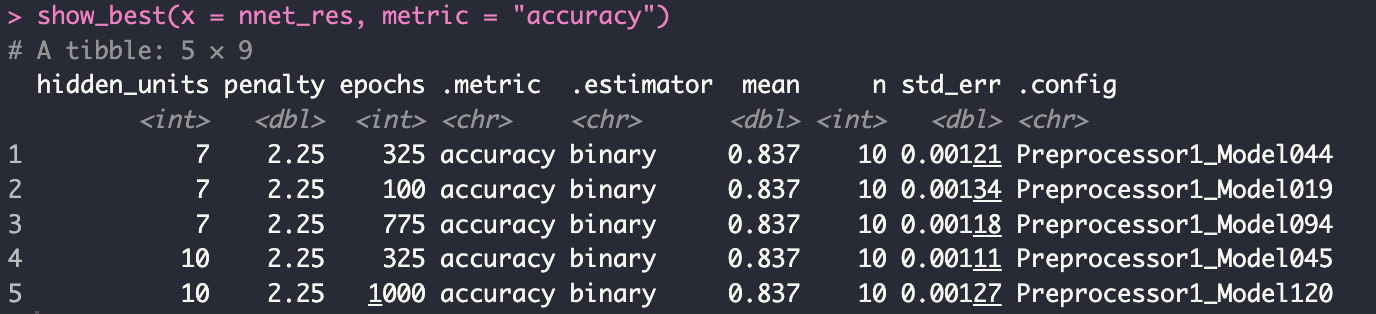 > show_best(x = nnet_res, metric = "accuracy")
# A tibble: 5 × 9
hidden_units penalty epochs .metric .estimator mean n std_err .config
<int> <dbl> <int> <chr> <chr> <dbl> <int> <dbl> <chr>
1 7 2.25 325 accuracy binary 0.837 10 0.00121 Preprocessor1_Model044
2 7 2.25 100 accuracy binary 0.837 10 0.00134 Preprocessor1_Model019
3 7 2.25 775 accuracy binary 0.837 10 0.00118 Preprocessor1_Model094
4 10 2.25 325 accuracy binary 0.837 10 0.00111 Preprocessor1_Model045
5 10 2.25 1000 accuracy binary 0.837 10 0.00127 Preprocessor1_Model120